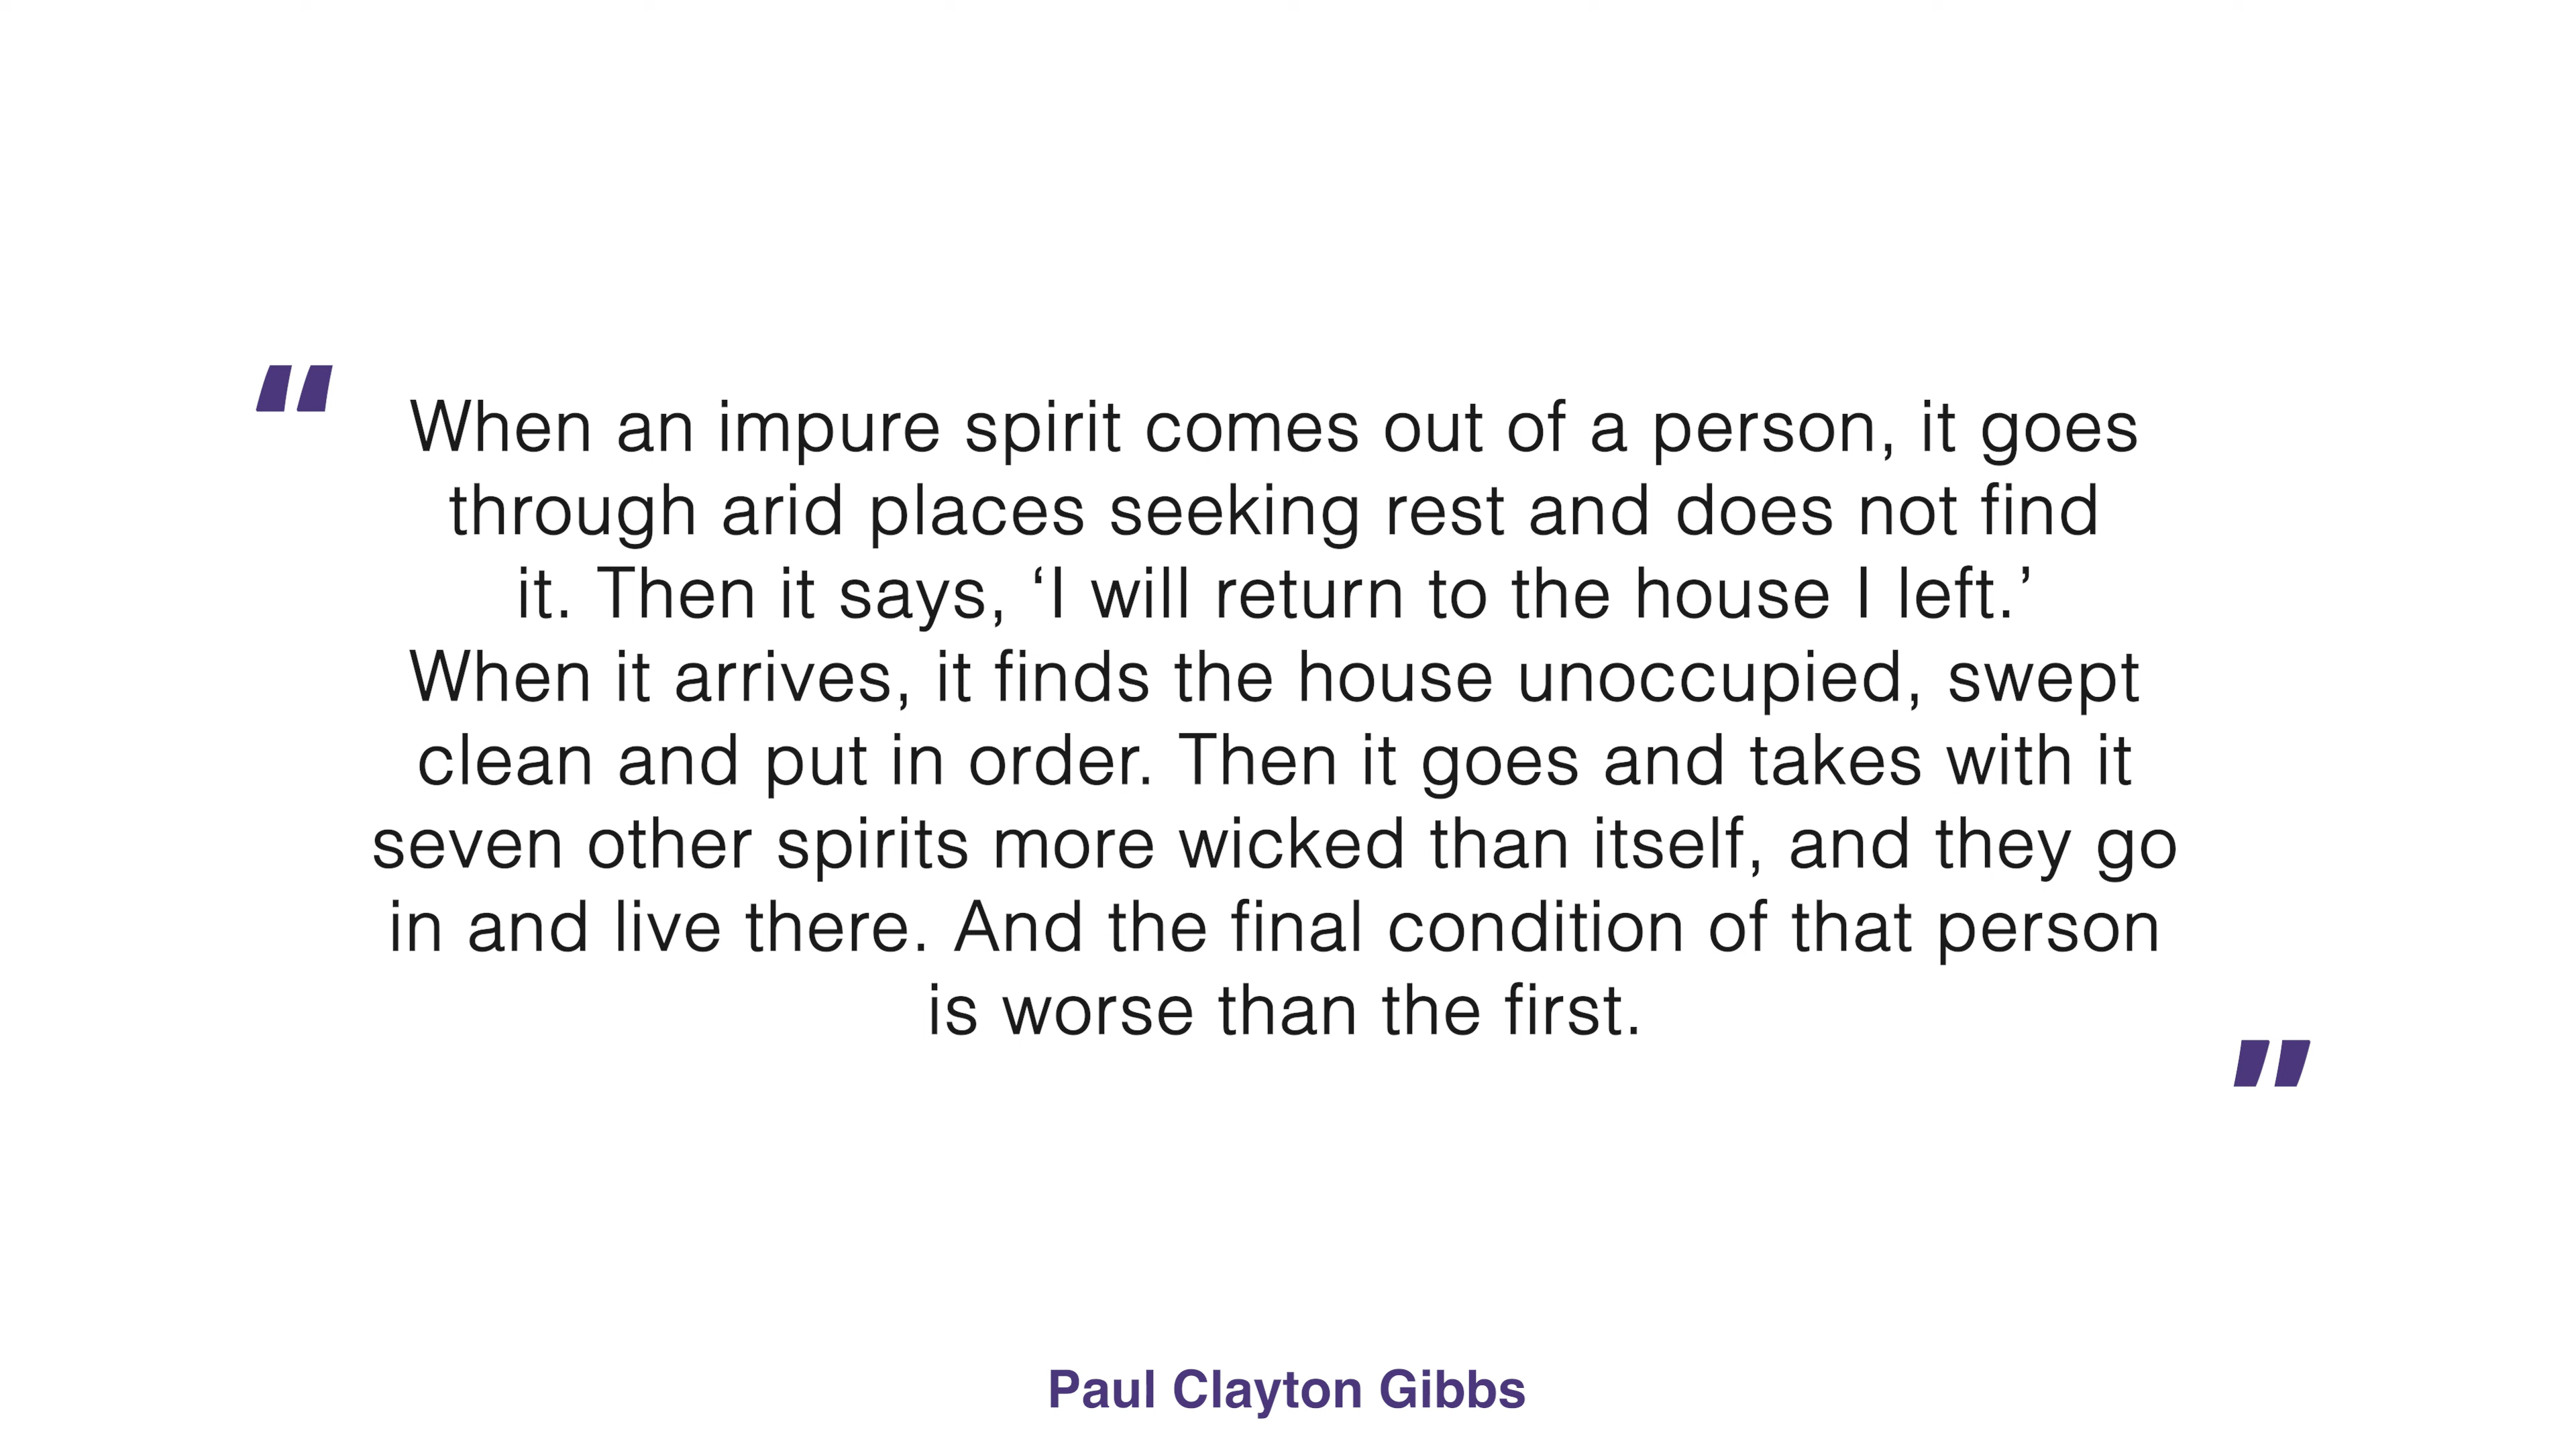 “
When an impure spirit comes out of a person, it goes
through arid places seeking rest and does not find
it. Then it says, ‘I will return to the house I left.’
When it arrives, it finds the house unoccupied, swept
clean and put in order. Then it goes and takes with it
seven other spirits more wicked than itself, and they go
in and live there. And the final condition of that person
is worse than the first.
”
Paul Clayton Gibbs